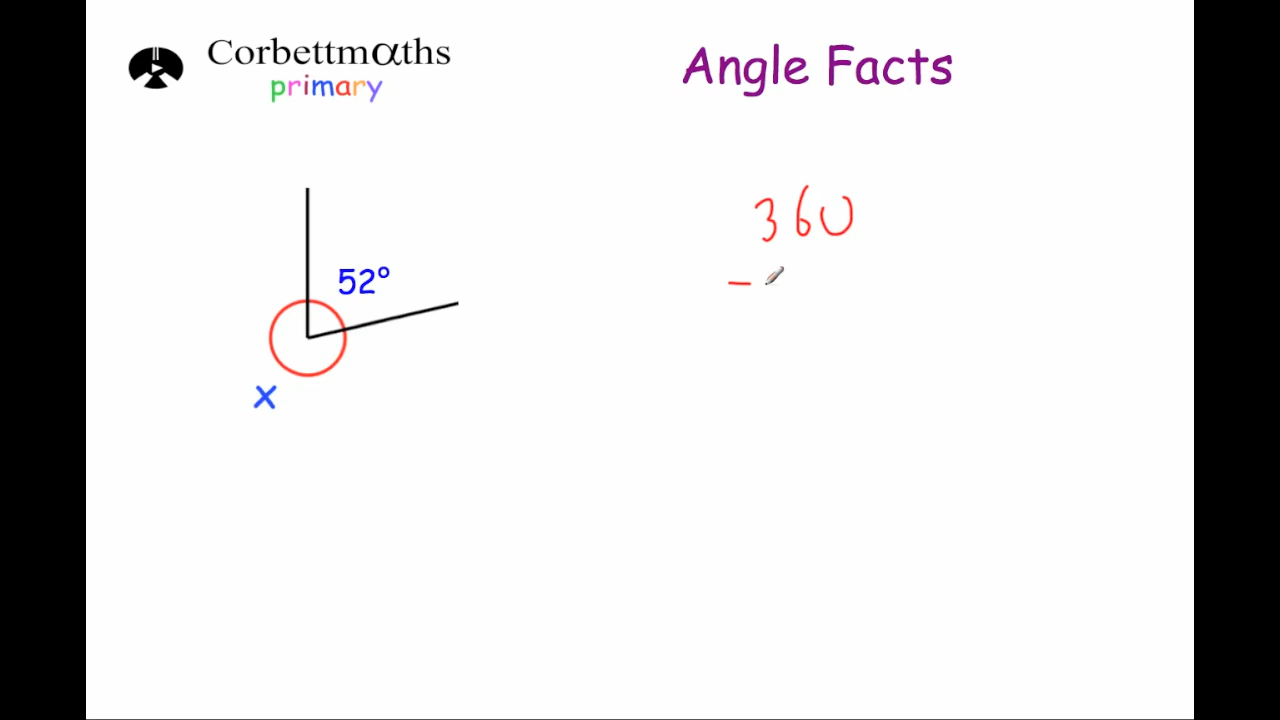 Corbettmαths
primary
Angle Facts
360
52°
-
x